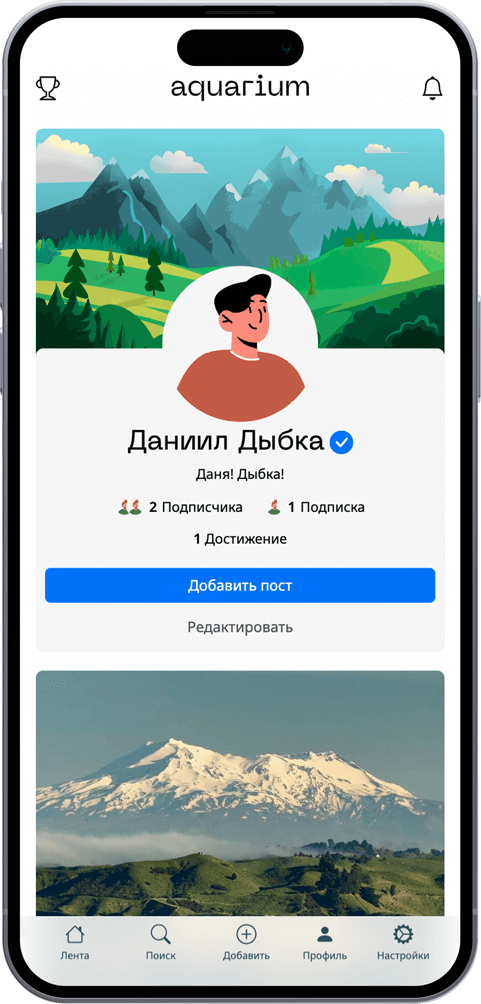 aquarium
Даниил Дыбка
Даня! Дыбка!
2 Подписчика 1 Подписка
1 Достижение
Добавить пост
Редактировать
Лента Поиск Добавить Профиль Настройки